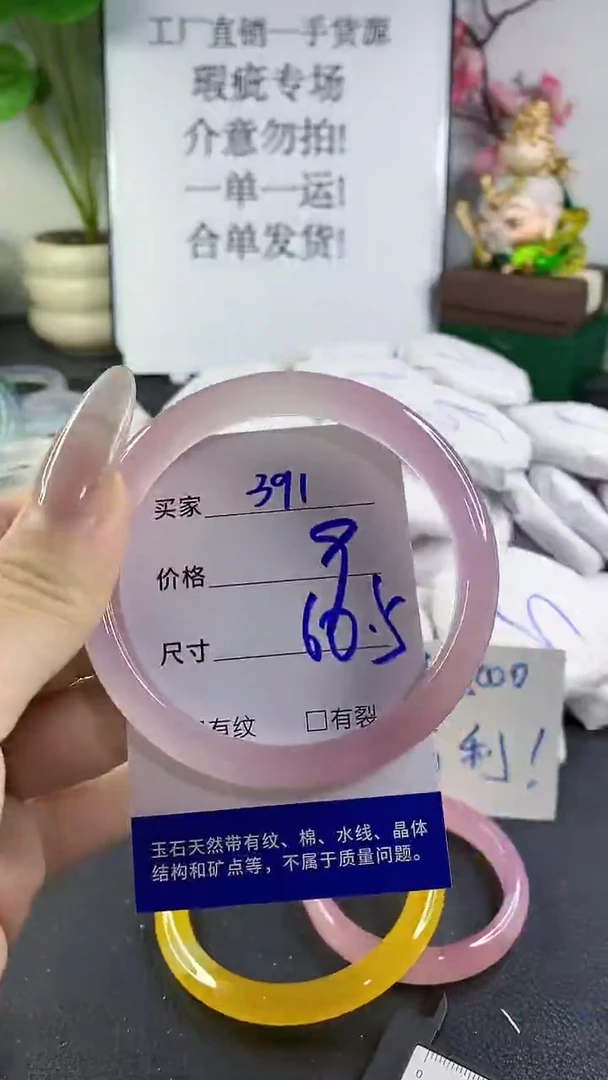 工厂直销一手货源
瑕疵专场
介意勿拍!
一单一运!
合单发货!
买家 391
价格 8
尺寸 60.5
有纹 □有裂
利!
玉石天然带有纹、棉、水线、晶体
结构和矿点等，不属于质量问题。
0